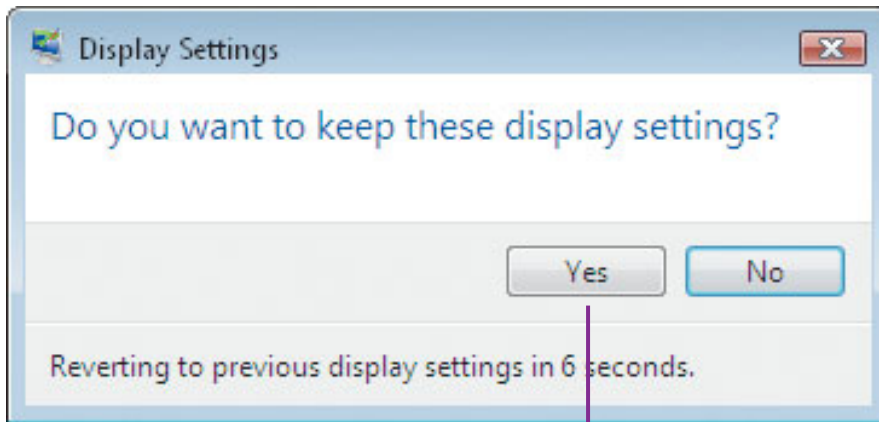 Display Settings
Do you want to keep these display settings?
Yes No
Reverting to previous display settings in 6 seconds.